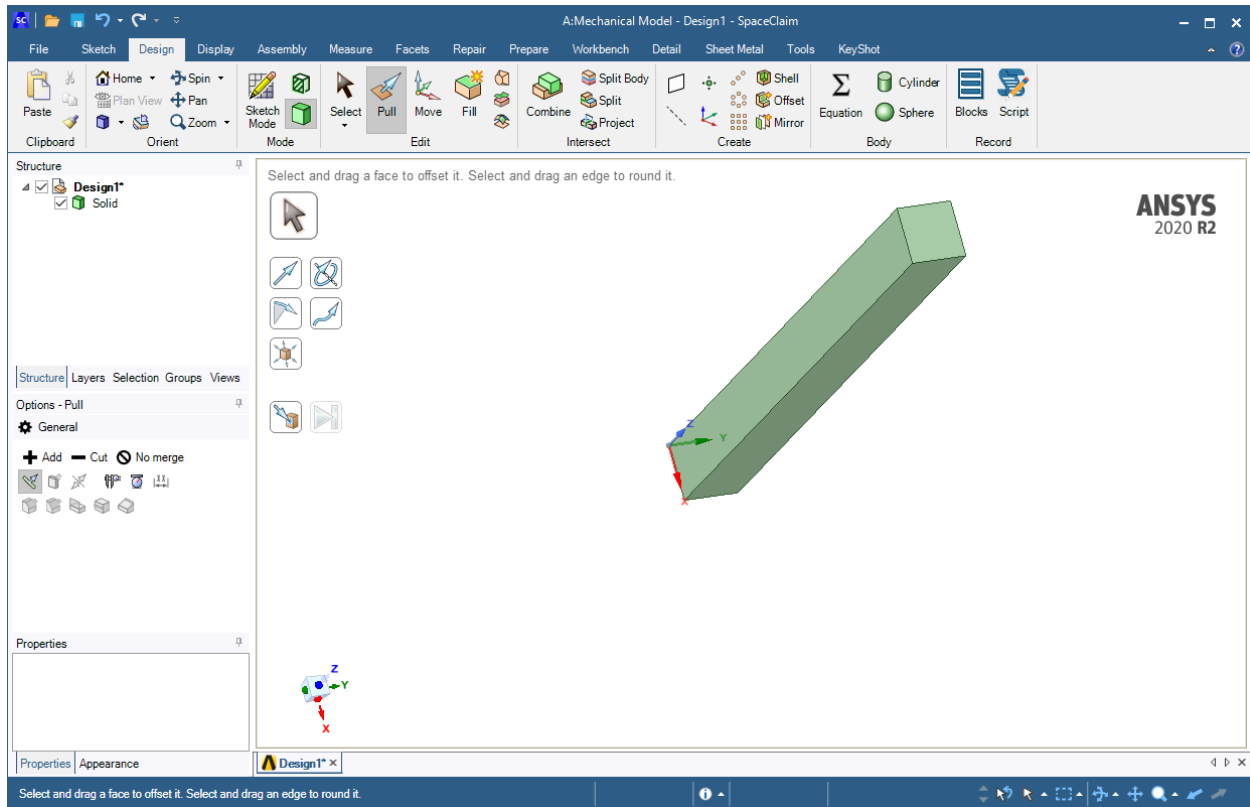 A:Mechanical Model - Design1 - SpaceClaim
File Sketch Design Display Assembly Measure Facets Repair Prepare Workbench Detail Sheet Metal Tools KeyShot
Paste
Home
Plan View
Spin
Pan
Zoom
Sketch
Mode
Select
Pull
Move
Fill
Combine
Split Body
Split
Project
Shell
Offset
Mirror
Equation
Cylinder
Sphere
Blocks
Script
Clipboard Orient Mode Edit Intersect Create Body Record
Structure
Design1*
Solid
Structure Layers Selection Groups Views
Options - Pull
General
Add Cut No merge
Properties
Properties Appearance
Select and drag a face to offset it. Select and drag an edge to round it.
ANSYS
2020 R2
Z
Y
X
Z
Y
X
Design1*
Select and drag a face to offset it. Select and drag an edge to round it.